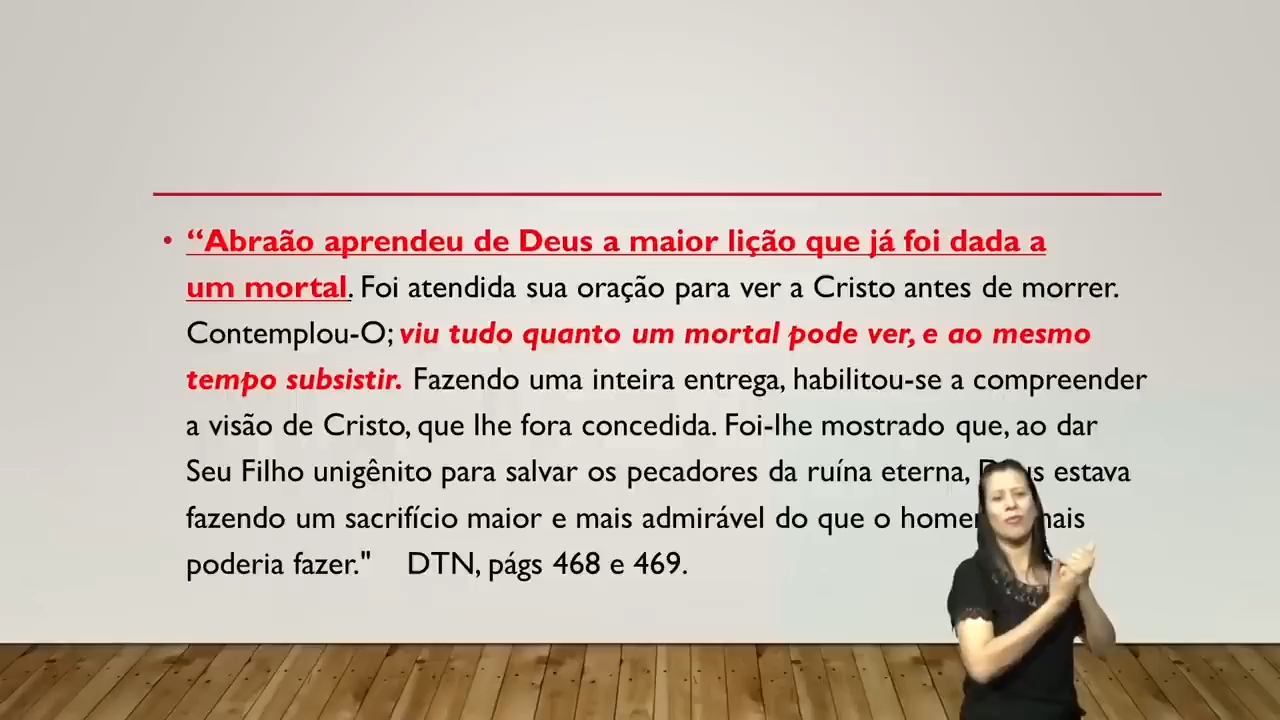 • “Abraão aprendeu de Deus a maior lição que já foi dada a
um mortal. Foi atendida sua oração para ver a Cristo antes de morrer.
Contemplou-O; viu tudo quanto um mortal pode ver, e ao mesmo
tempo subsistir. Fazendo uma inteira entrega, habilitou-se a compreender
a visão de Cristo, que lhe fora concedida. Foi-lhe mostrado que, ao dar
Seu Filho unigênito para salvar os pecadores da ruína eterna, Deus estava
fazendo um sacrifício maior e mais admirável do que o homem
poderia fazer." DTN, págs 468 e 469.